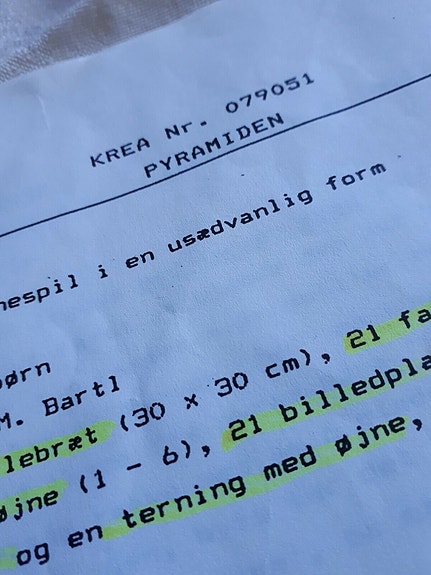 KREA Nr. 079051
PYRAMIDEN
nespil i en usædvanlig form
ørn
M. Bartl
lebræt (30 x 30 cm), 21 fa
øjne (1 - 6), 21 billedpla
og en terning med øjne,